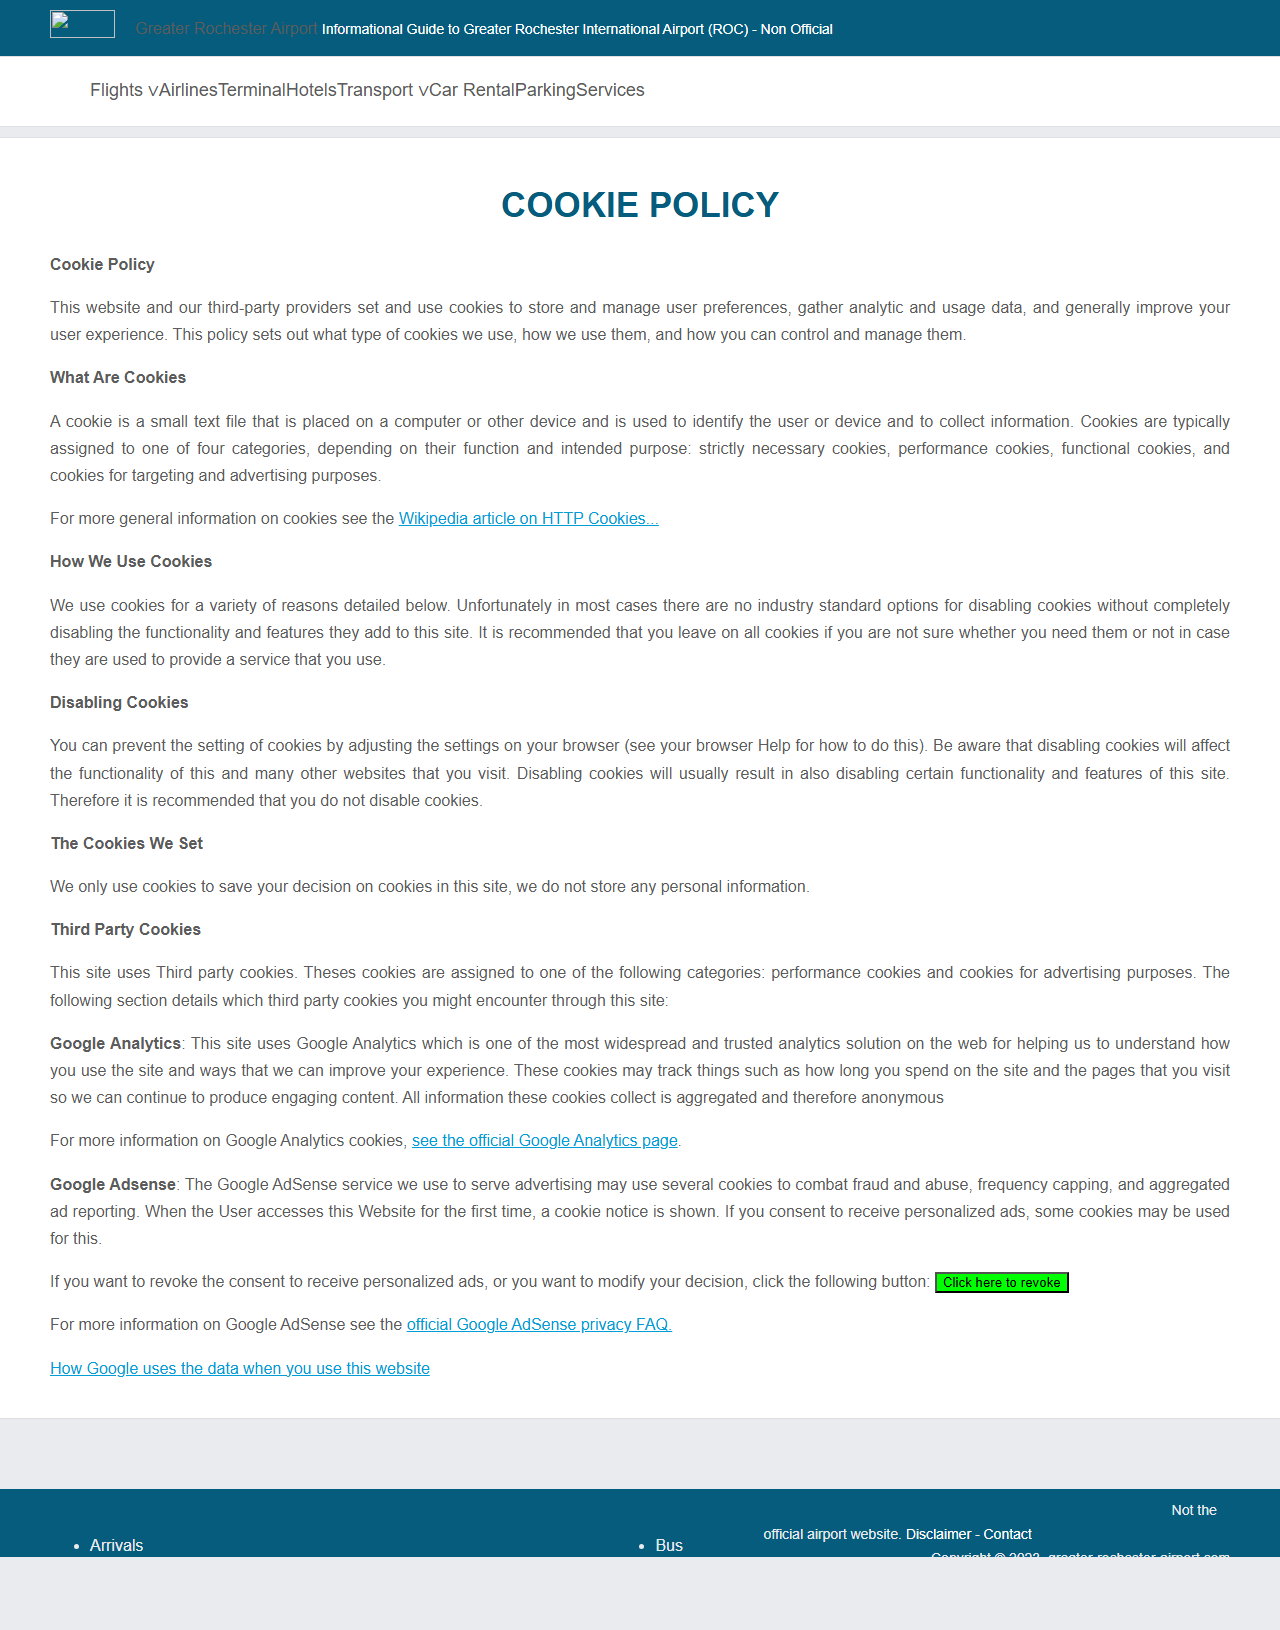 Greater Rochester Airport Informational Guide to Greater Rochester International Airport (ROC) - Non Official
Flights ∨AirlinesTerminalHotelsTransport ∨Car RentalParkingServices
COOKIE POLICY
Cookie Policy
This website and our third-party providers set and use cookies to store and manage user preferences, gather analytic and usage data, and generally improve your
user experience. This policy sets out what type of cookies we use, how we use them, and how you can control and manage them.
What Are Cookies
A cookie is a small text file that is placed on a computer or other device and is used to identify the user or device and to collect information. Cookies are typically
assigned to one of four categories, depending on their function and intended purpose: strictly necessary cookies, performance cookies, functional cookies, and
cookies for targeting and advertising purposes.
For more general information on cookies see the Wikipedia article on HTTP Cookies...
How We Use Cookies
We use cookies for a variety of reasons detailed below. Unfortunately in most cases there are no industry standard options for disabling cookies without completely
disabling the functionality and features they add to this site. It is recommended that you leave on all cookies if you are not sure whether you need them or not in case
they are used to provide a service that you use.
Disabling Cookies
You can prevent the setting of cookies by adjusting the settings on your browser (see your browser Help for how to do this). Be aware that disabling cookies will affect
the functionality of this and many other websites that you visit. Disabling cookies will usually result in also disabling certain functionality and features of this site.
Therefore it is recommended that you do not disable cookies.
The Cookies We Set
We only use cookies to save your decision on cookies in this site, we do not store any personal information.
Third Party Cookies
This site uses Third party cookies. Theses cookies are assigned to one of the following categories: performance cookies and cookies for advertising purposes. The
following section details which third party cookies you might encounter through this site:
Google Analytics: This site uses Google Analytics which is one of the most widespread and trusted analytics solution on the web for helping us to understand how
you use the site and ways that we can improve your experience. These cookies may track things such as how long you spend on the site and the pages that you visit
so we can continue to produce engaging content. All information these cookies collect is aggregated and therefore anonymous
For more information on Google Analytics cookies, see the official Google Analytics page.
Google Adsense: The Google AdSense service we use to serve advertising may use several cookies to combat fraud and abuse, frequency capping, and aggregated
ad reporting. When the User accesses this Website for the first time, a cookie notice is shown. If you consent to receive personalized ads, some cookies may be used
for this.
If you want to revoke the consent to receive personalized ads, or you want to modify your decision, click the following button: Click here to revoke
For more information on Google AdSense see the official Google AdSense privacy FAQ.
How Google uses the data when you use this website
Not the
official airport website. Disclaimer - Contact
• Arrivals
• Bus
Copyright © 2023. greater-rochester-airport.com